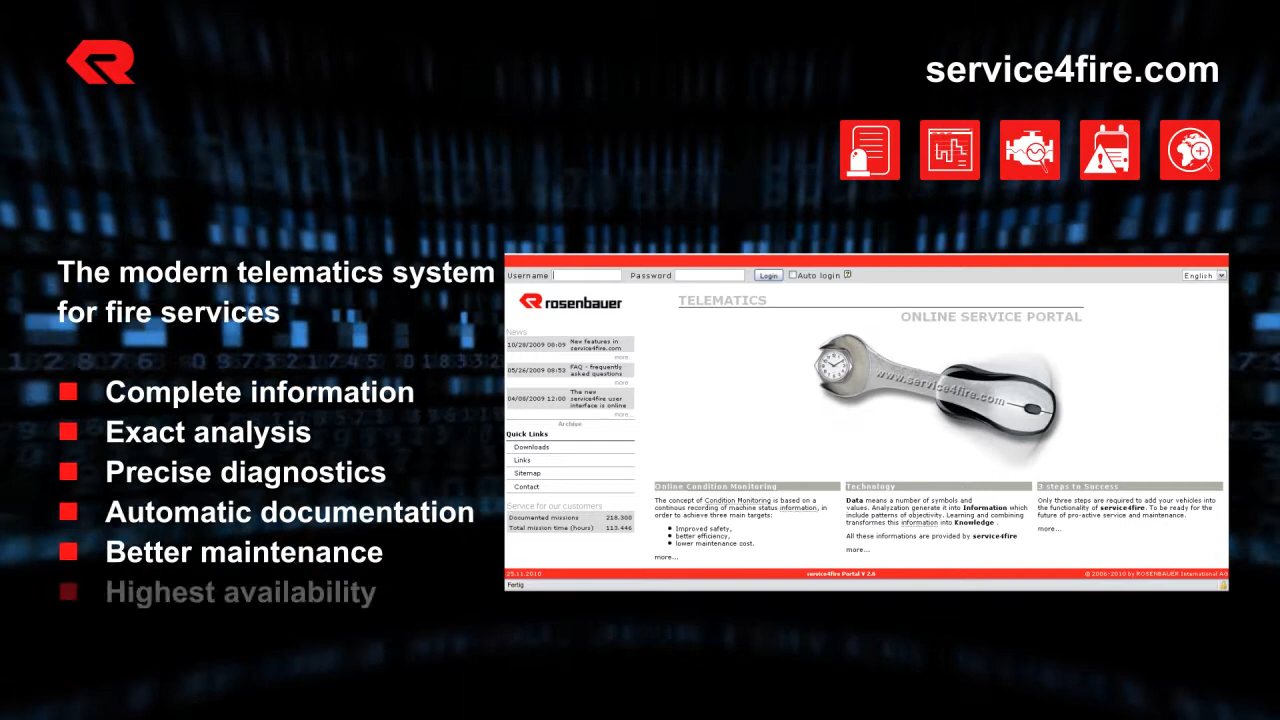 service4fire.com
The modern telematics system
for fire services
Complete information
Exact analysis
Precise diagnostics
Automatic documentation
Better maintenance
Highest availability
Username
Password
Login
Auto login
English
rosenbauer
TELEMATICS
ONLINE SERVICE PORTAL
www.service4fire.com
News
10/28/2009 08:09 New features in
service4fire.com
more...
05/26/2009 08:53 FAQ - frequently
asked questions
more...
04/08/2009 12:00 The new
service4fire user
interface is online
more...
Archive
Quick Links
Downloads
Links
Sitemap
Contact
Service for our customers
Documented missions 218.300
Total mission time (hours) 113.446
Online Condition Monitoring
The concept of Condition Monitoring is based on a
continous recording of machine status information, in
order to achieve three main targets:
Improved safety,
better efficiency,
lower maintenance cost.
more...
Technology
Data means a number of symbols and
values. Analyzation generate it into Information which
include patterns of objectivity. Learning and combining
transformes this information into Knowledge .
All these informations are provided by service4fire
more...
3 steps to Success
Only three steps are required to add your vehicles into
the functionality of service4fire. To be ready for the
future of pro-active service and maintenance.
more...
25.11.2010
service4fire Portal V 2.6
© 2006-2010 by ROSENBAUER International AG
Fertig